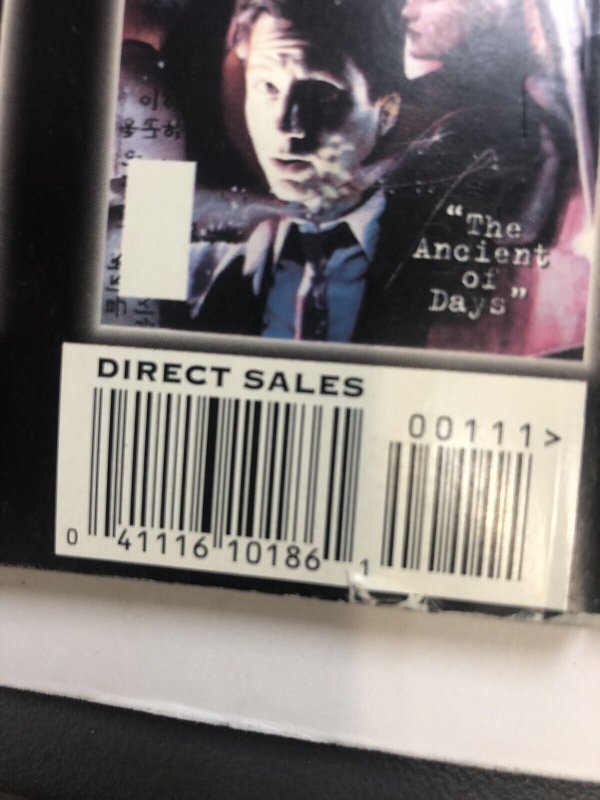 "The
Ancient
of
Days"
DIRECT SALES
00111>
0 41116 10186 1